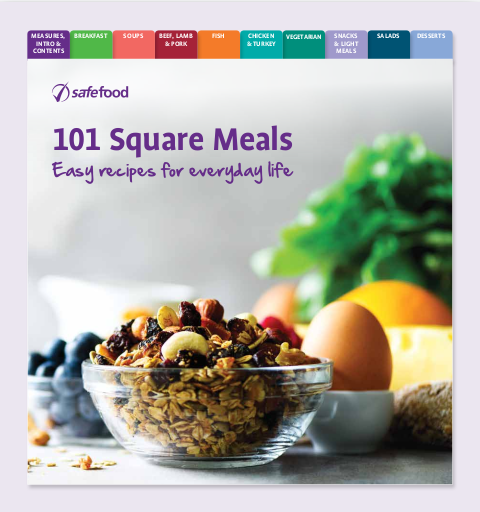 MEASURES,
INTRO &
CONTENTS
BREAKFAST
SOUPS
BEEF, LAMB
& PORK
FISH
CHICKEN
& TURKEY
VEGETARIAN
SNACKS
& LIGHT
MEALS
SALADS
DESSERTS
safefood
101 Square Meals
Easy recipes for everyday life